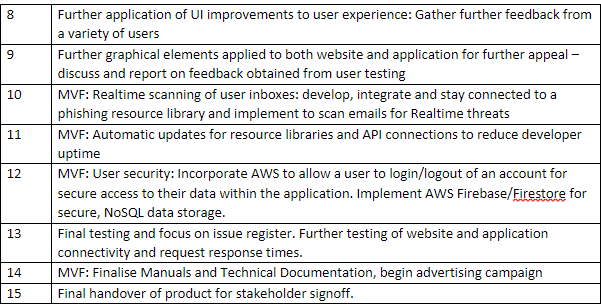 8 Further application of UI improvements to user experience: Gather further feedback from
a variety of users
9 Further graphical elements applied to both website and application for further appeal –
discuss and report on feedback obtained from user testing
10 MVF: Realtime scanning of user inboxes: develop, integrate and stay connected to a
phishing resource library and implement to scan emails for Realtime threats
11 MVF: Automatic updates for resource libraries and API connections to reduce developer
uptime
12 MVF: User security: Incorporate AWS to allow a user to login/logout of an account for
secure access to their data within the application. Implement AWS Firebase/Firestore for
secure, NoSQL data storage.
13 Final testing and focus on issue register. Further testing of website and application
connectivity and request response times.
14 MVF: Finalise Manuals and Technical Documentation, begin advertising campaign
15 Final handover of product for stakeholder signoff.